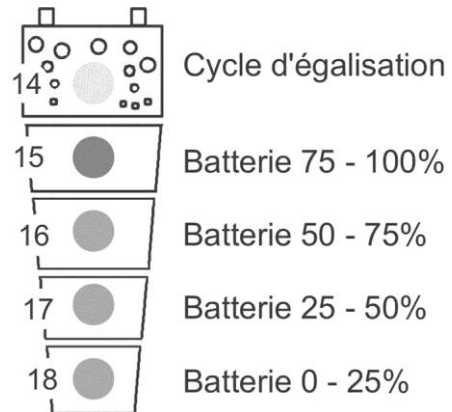 14 Cycle d'égalisation
15 Batterie 75 - 100%
16 Batterie 50 - 75%
17 Batterie 25 - 50%
18 Batterie 0 - 25%